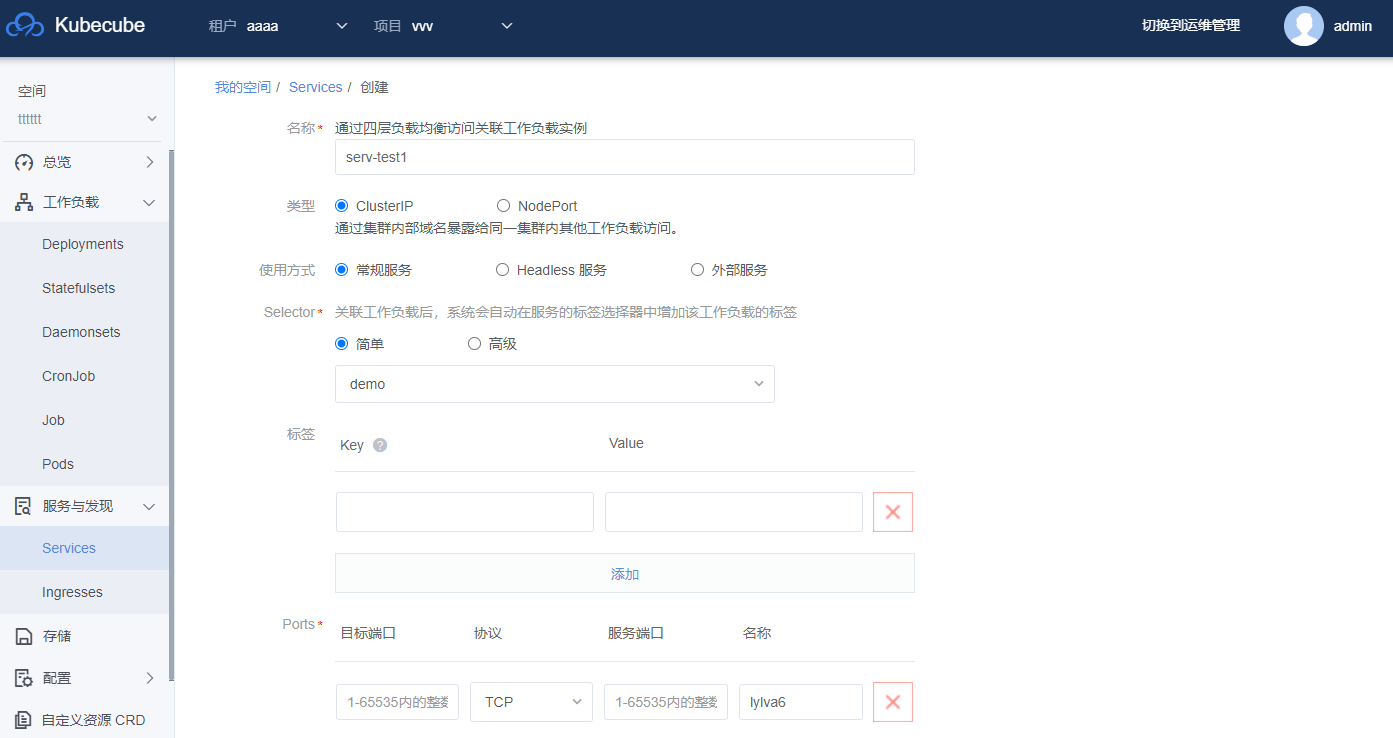 Kubecube 租户 aaaa 项目 vvv 切换到运维管理 admin
空间
tttttt
总览
工作负载
Deployments
Statefulsets
Daemonsets
CronJob
Job
Pods
服务与发现
Services
Ingresses
存储
配置
自定义资源 CRD
我的空间 / Services / 创建
名称* 通过四层负载均衡访问关联工作负载实例
serv-test1
类型 ClusterIP NodePort
通过集群内部域名暴露给同一集群内其他工作负载访问。
使用方式 常规服务 Headless 服务 外部服务
Selector* 关联工作负载后，系统会自动在服务的标签选择器中增加该工作负载的标签
简单 高级
demo
标签 Key ? Value
添加
Ports* 目标端口 协议 服务端口 名称
1-65535内的整数 TCP 1-65535内的整数 lylva6